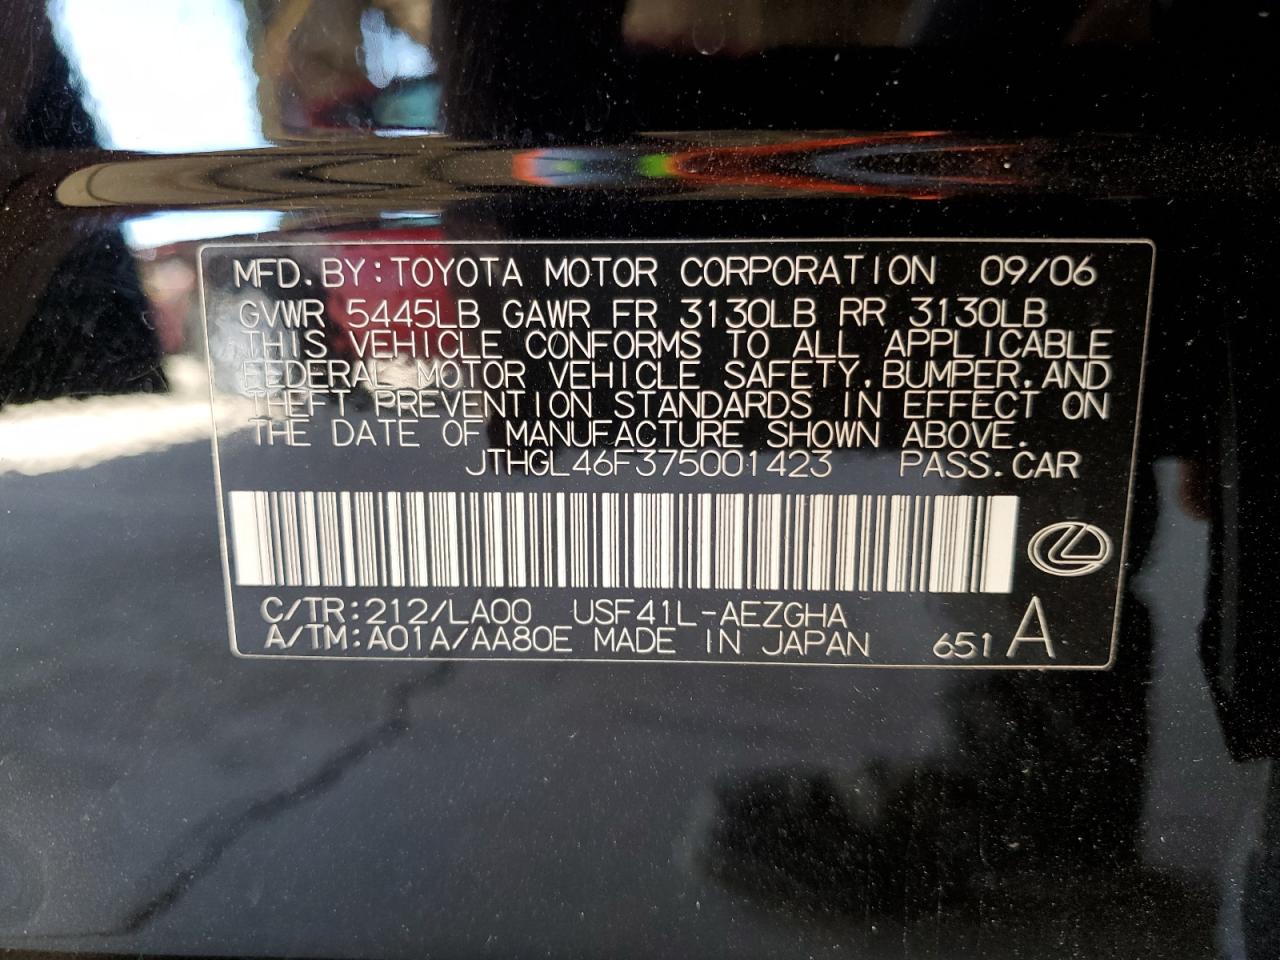 MFD.BY:TOYOTA MOTOR CORPORATION 09/06
GVWR 5445LB GAWR FR 3130LB RR 3130LB
THIS VEHICLE CONFORMS TO ALL APPLICABLE
FEDERAL MOTOR VEHICLE SAFETY,BUMPER,AND
THEFT PREVENTION STANDARDS IN EFFECT ON
THE DATE OF MANUFACTURE SHOWN ABOVE.
JTHGL46F375001423 PASS.CAR
C/TR:212/LA00 USF41L-AEZGHA
A/TM:A01A/AA80E MADE IN JAPAN 651 A